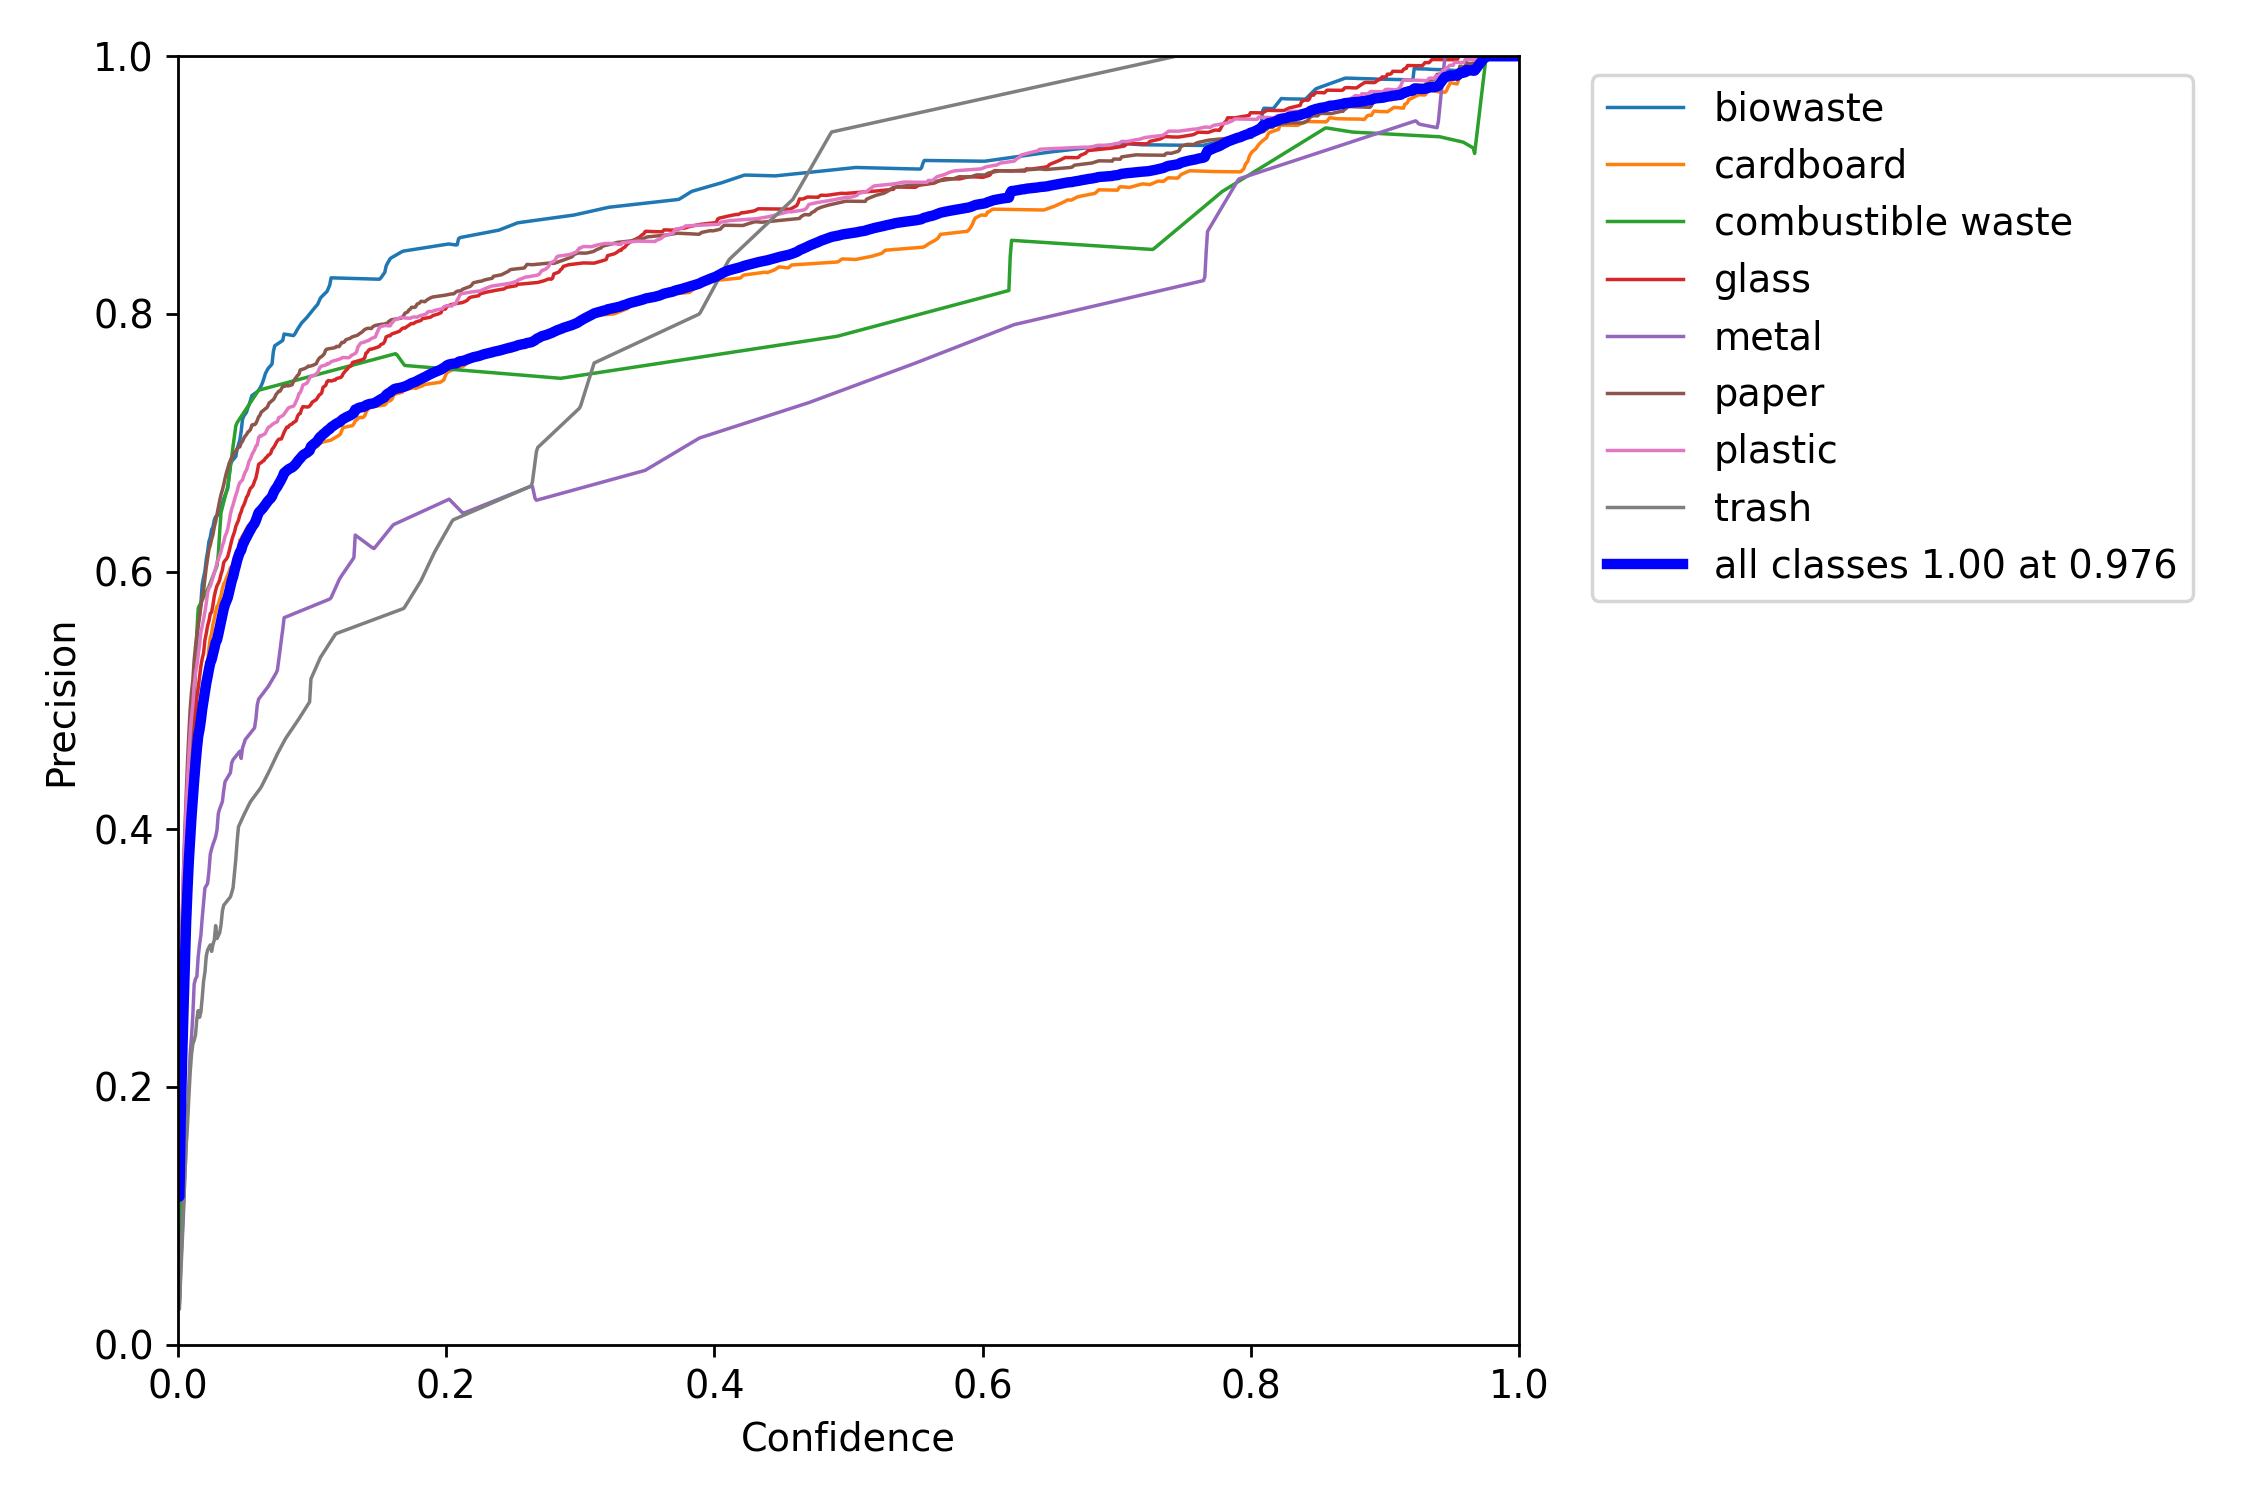 1.0
0.8
0.6
0.4
0.2
0.0
Precision
0.0 0.2 0.4 0.6 0.8 1.0
Confidence
biowaste
cardboard
combustible waste
glass
metal
paper
plastic
trash
all classes 1.00 at 0.976